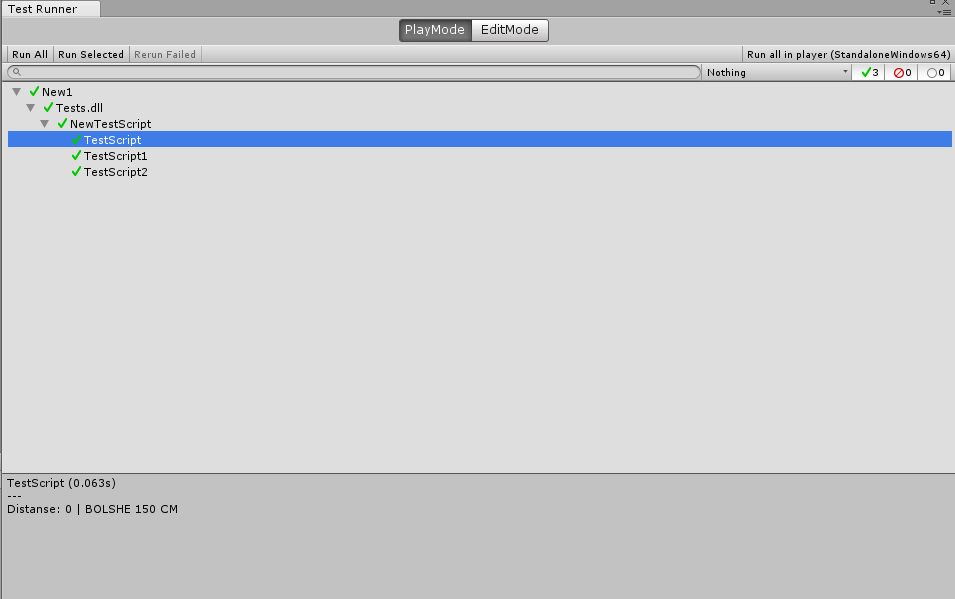 Test Runner
PlayMode EditMode
Run All Run Selected Rerun Failed Run all in player (StandaloneWindows64)
Nothing 3 0 0
New1
Tests.dll
NewTestScript
TestScript
TestScript1
TestScript2
TestScript (0.063s)
---
Distanse: 0 | BOLSHE 150 CM